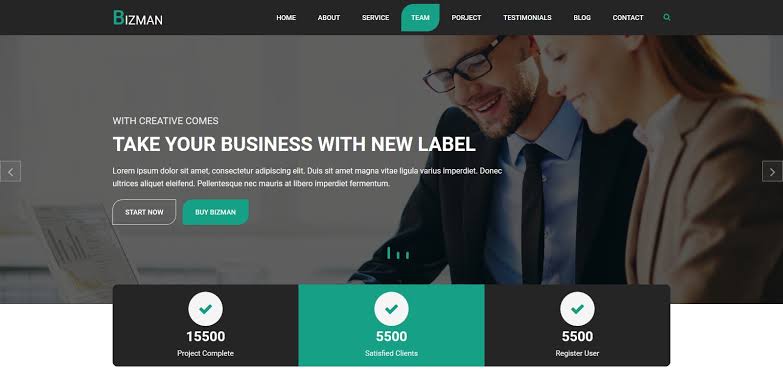 BIZMAN
HOME ABOUT SERVICE TEAM PORJECT TESTIMONIALS BLOG CONTACT
WITH CREATIVE COMES
TAKE YOUR BUSINESS WITH NEW LABEL
Lorem ipsum dolor sit amet, consectetur adipiscing elit. Duis sit amet magna vitae ligula varius imperdiet. Donec
ultrices aliquet eleifend. Pellentesque nec mauris at libero imperdiet fermentum.
START NOW BUY BIZMAN
15500 5500 5500
Project Complete Satisfied Clients Register User